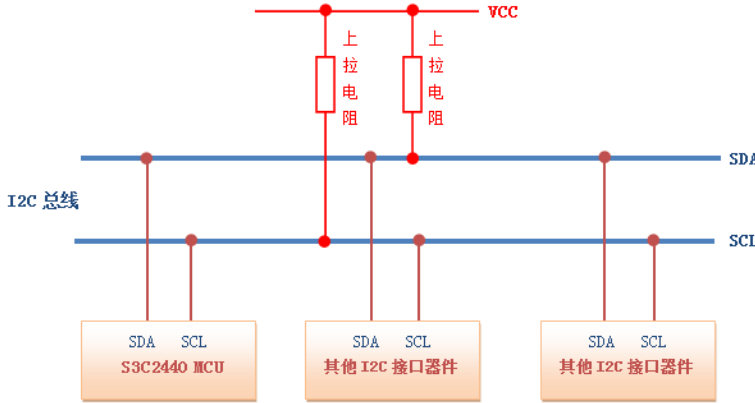 VCC
上拉电阻
上拉电阻
SDA
I2C 总线
SCL
SDA SCL
S3C2440 MCU
SDA SCL
其他 I2C 接口器件
SDA SCL
其他 I2C 接口器件